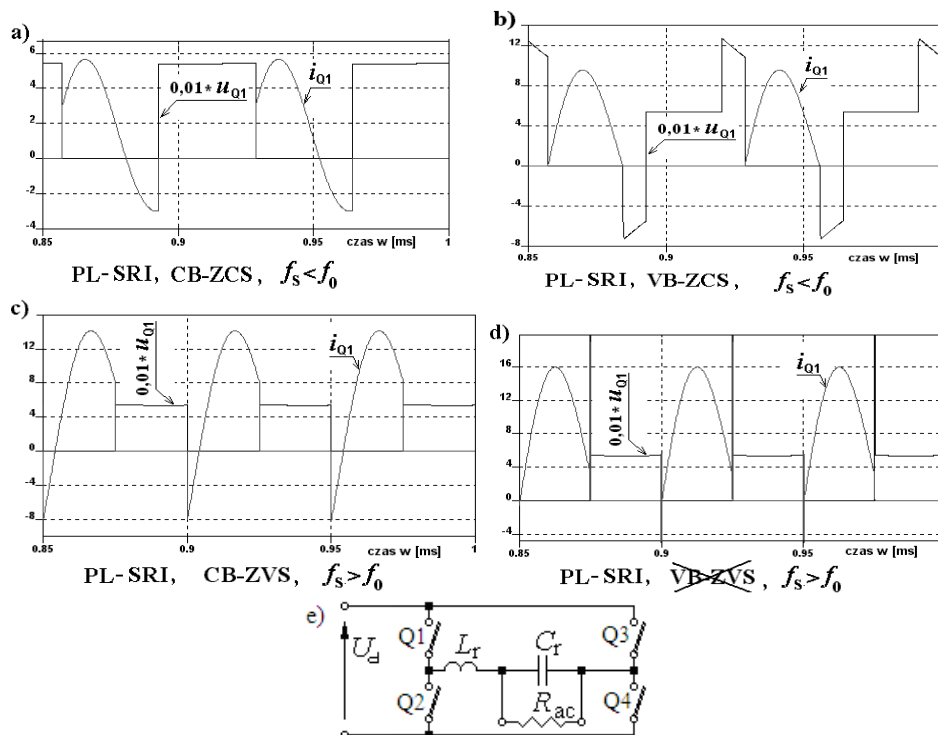 a)
6
4
2
0
-2
-4
0,01* uQ1
iQ1
0.85
0.9
0.95
czas w [ms]
1
PL-SRI, CB-ZCS, fs<f0
b)
12
8
4
0
-4
-8
iQ1
0,01* uQ1
0.85
0.9
0.95
czas w [ms]
PL-SRI, VB-ZCS, fs<f0
c)
12
8
4
0
-4
-8
0,01* uQ1
iQ1
0.85
0.9
0.95
czas w [ms]
PL-SRI, CB-ZVS, fs>f0
d)
16
12
8
4
0
-4
0,01* uQ1
iQ1
0.85
0.9
0.95
czas w [ms]
PL-SRI, VB-ZVS, fs>f0
e)
Ud
Q1
Q2
Lr
Cr
Rac
Q3
Q4